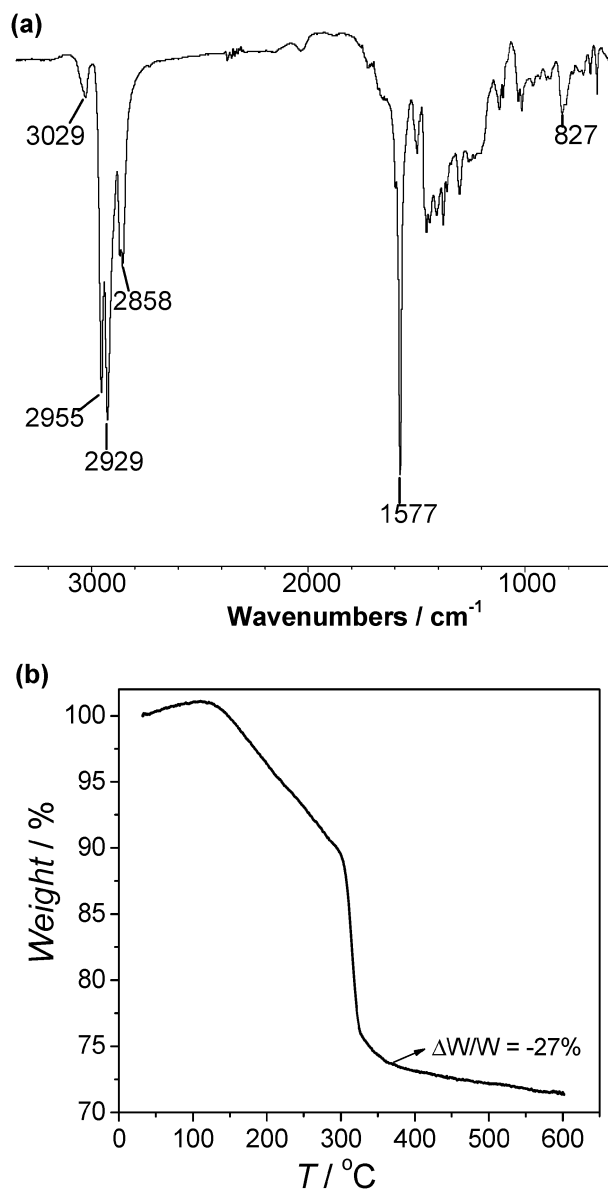 (a)
3029
827
2858
2955
2929
1577
3000 2000 1000
Wavenumbers / cm⁻¹
(b)
100
95
90
85
80
75
70
Weight / %
ΔW/W = -27%
0 100 200 300 400 500 600
T / °C